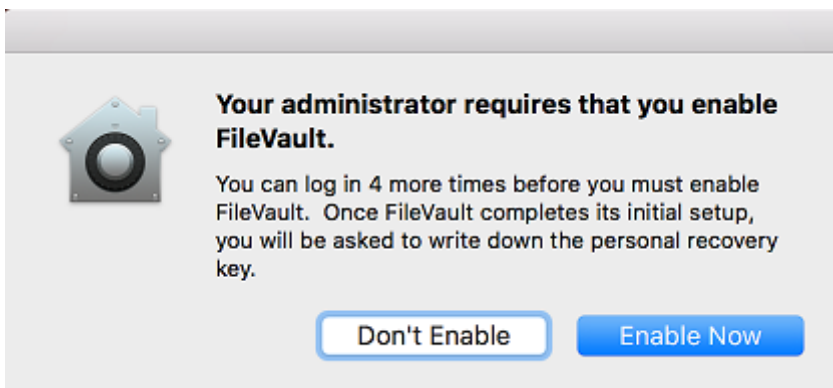 Your administrator requires that you enable
FileVault.
You can log in 4 more times before you must enable
FileVault.  Once FileVault completes its initial setup,
you will be asked to write down the personal recovery
key.
Don't Enable
Enable Now